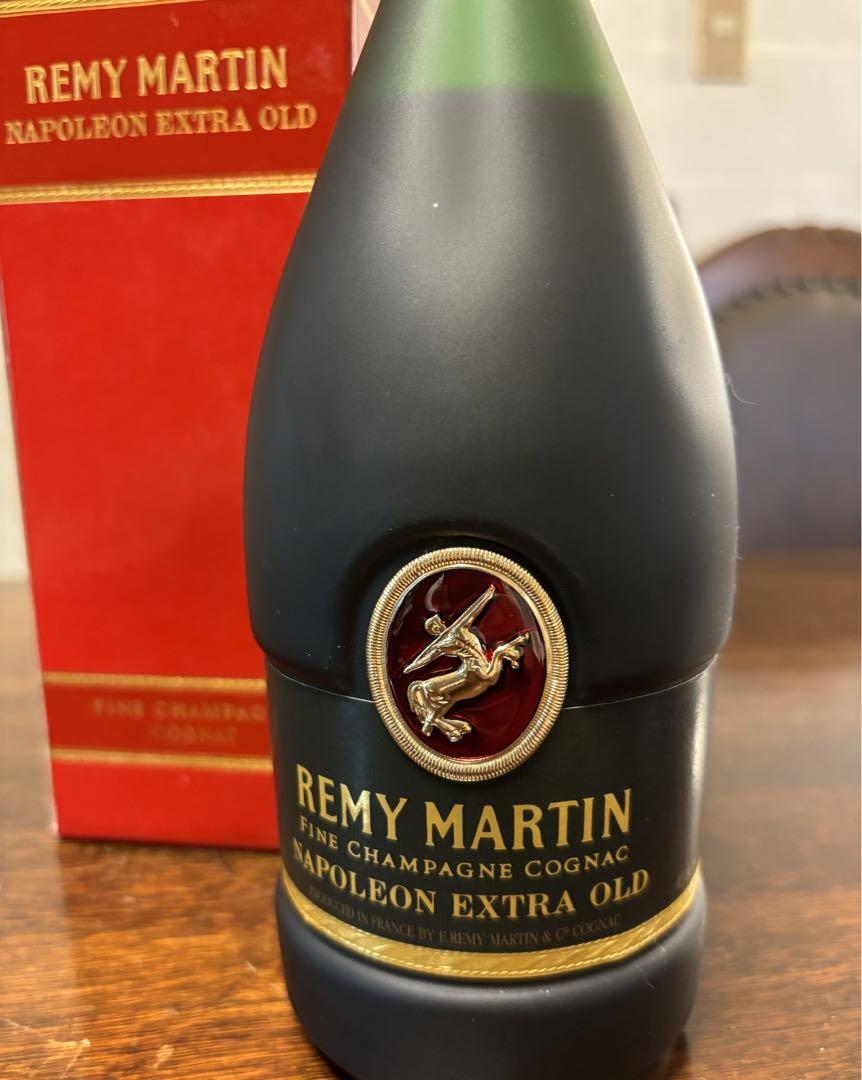 REMY MARTIN
NAPOLEON EXTRA OLD
FINE CHAMPAG
COGNAC
REMY MARTIN
FINE CHAMPAGNE COGNAC
NAPOLEON EXTRA OLD
PRODUCED IN FRANCE BY E.REMY MARTIN & Cº COGNAC